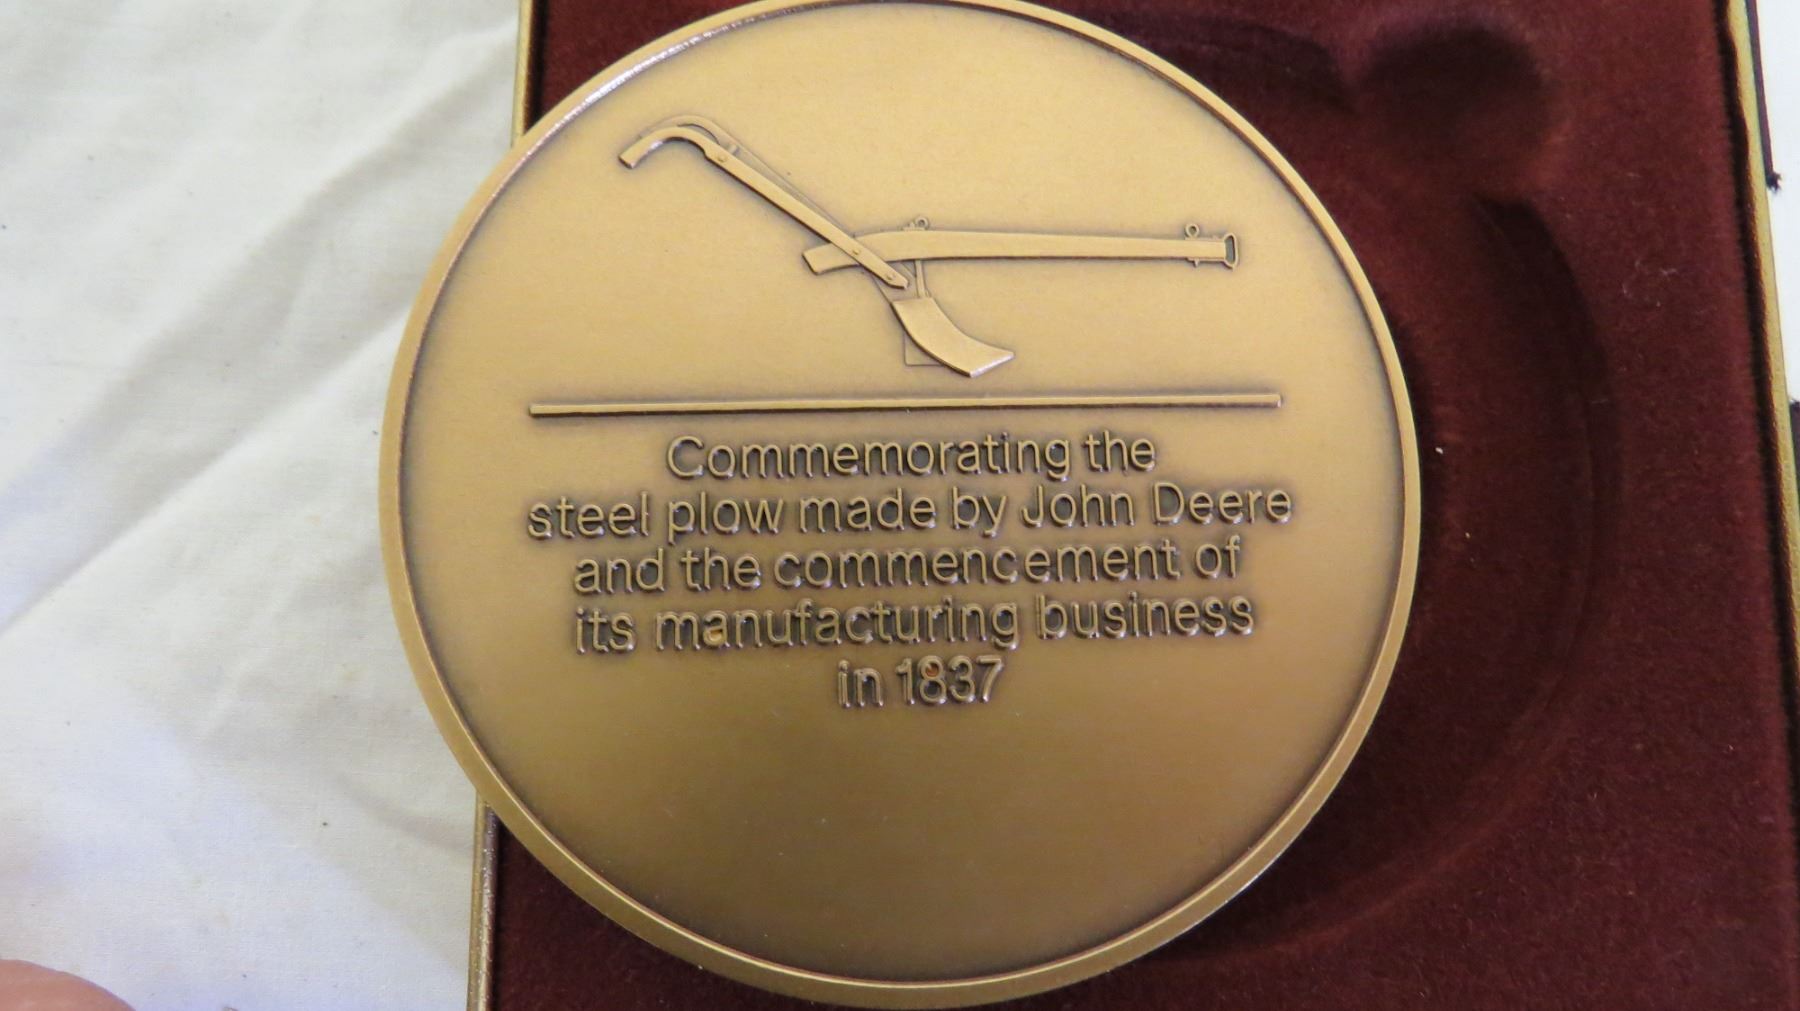 Commemorating the
steel plow made by John Deere
and the commencement of
its manufacturing business
in 1837